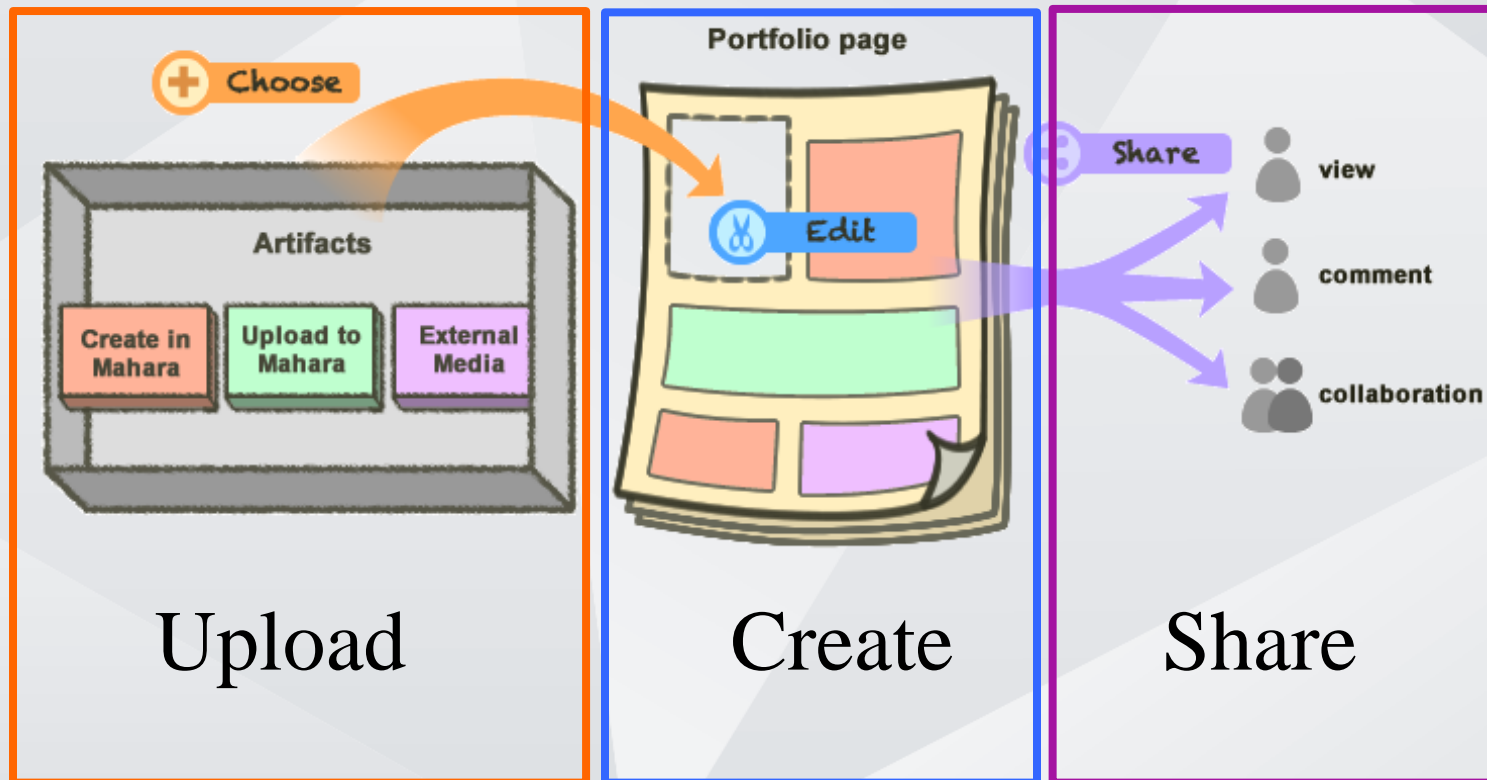 Choose
Artifacts
Create in
Mahara
Upload to
Mahara
External
Media
Upload
Portfolio page
Edit
Create
Share
view
comment
collaboration
Share